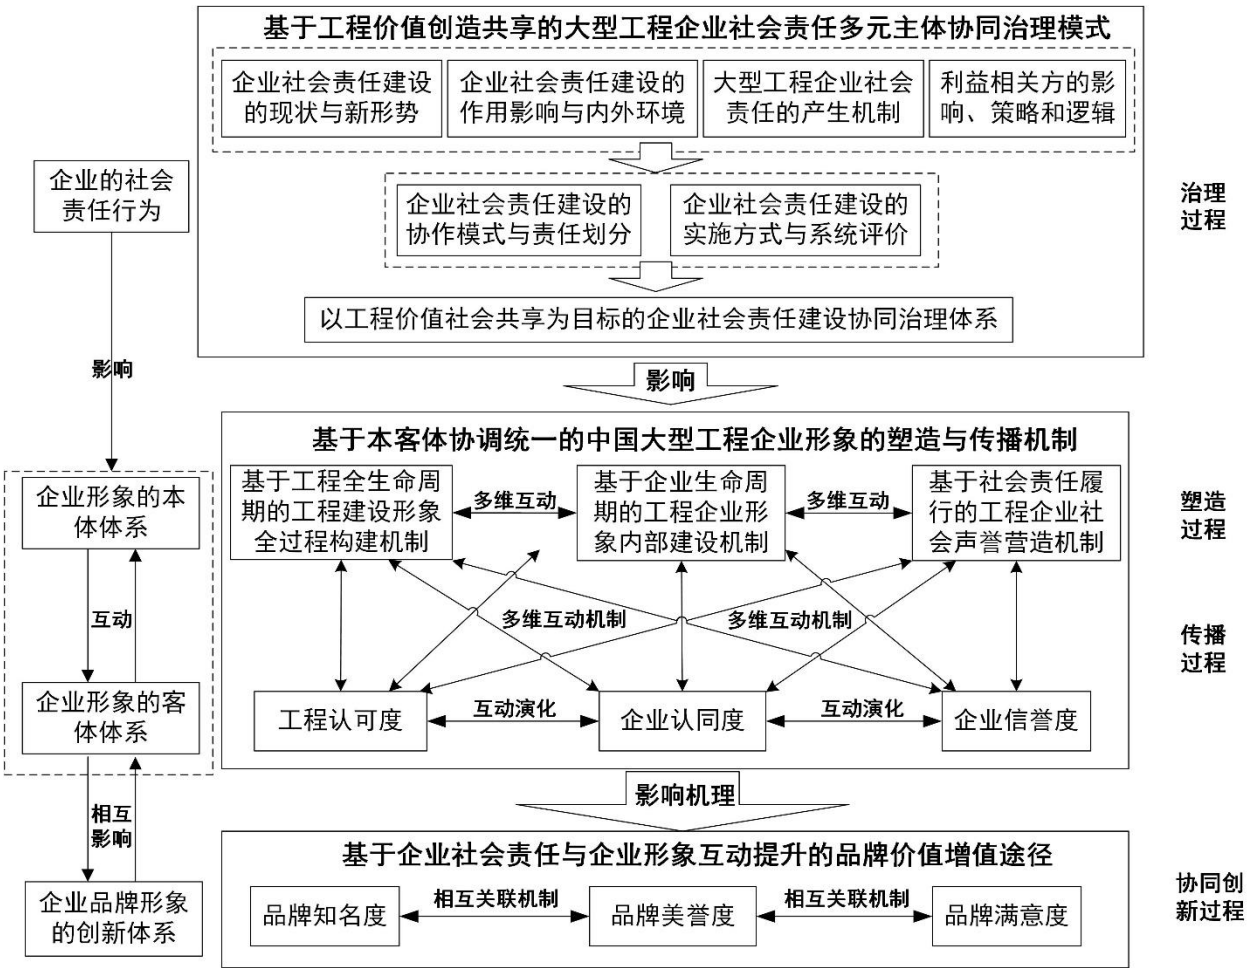 基于工程价值创造共享的大型工程企业社会责任多元主体协同治理模式
企业社会责任建设
的现状与新形势
企业社会责任建设的
作用影响与内外环境
大型工程企业社会
责任的产生机制
利益相关方的影
响、策略和逻辑
企业社会责任建设的
协作模式与责任划分
企业社会责任建设的
实施方式与系统评价
以工程价值社会共享为目标的企业社会责任建设协同治理体系
企业的社会
责任行为
治理
过程
影响
影响
基于本客体协调统一的中国大型工程企业形象的塑造与传播机制
基于工程全生命周
期的工程建设形象
全过程构建机制
多维互动
基于企业生命周
期的工程企业形
象内部建设机制
多维互动
基于社会责任履
行的工程企业社
会声誉营造机制
企业形象的本
体体系
塑造
过程
互动
多维互动机制
多维互动机制
传播
过程
企业形象的客
体体系
工程认可度
互动演化
企业认同度
互动演化
企业信誉度
相互
影响
影响机理
基于企业社会责任与企业形象互动提升的品牌价值增值途径
企业品牌形象
的创新体系
品牌知名度
相互关联机制
品牌美誉度
相互关联机制
品牌满意度
协同创
新过程